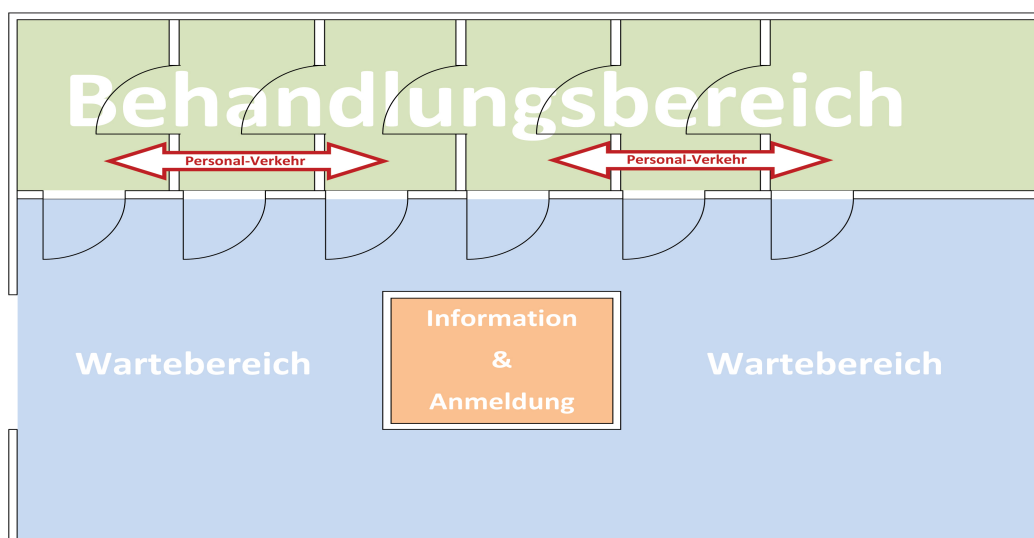 Behandlungsbereich
Personal-Verkehr
Personal-Verkehr
Information
&
Anmeldung
Wartebereich
Wartebereich